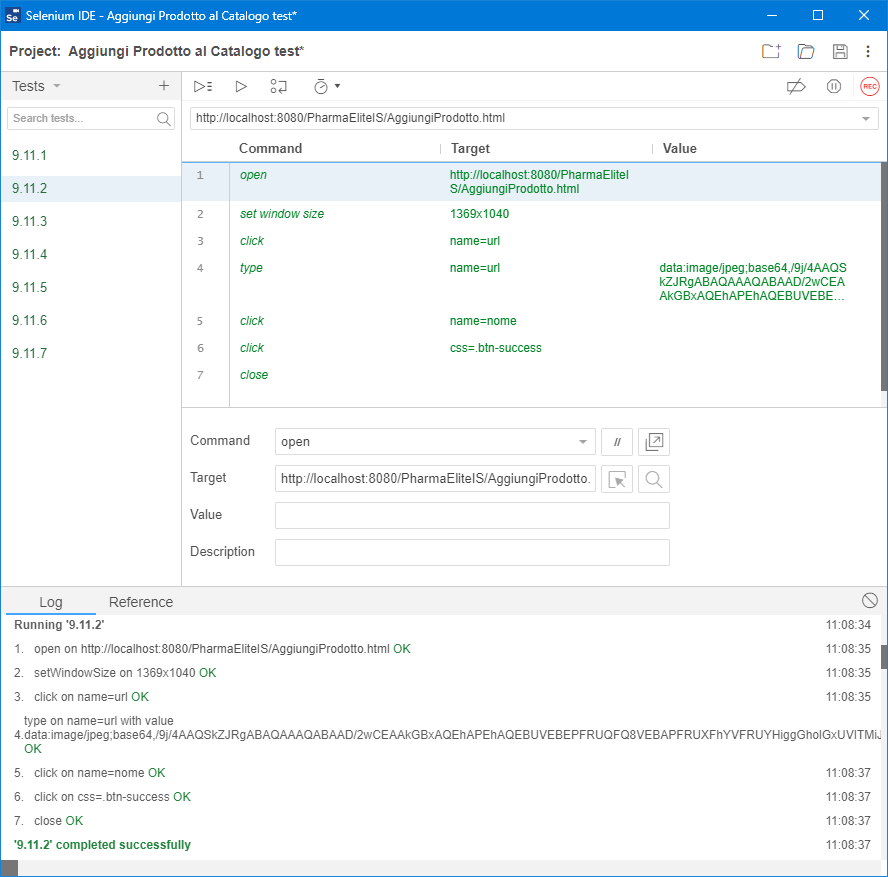 Selenium IDE - Aggiungi Prodotto al Catalogo test*
Project: Aggiungi Prodotto al Catalogo test*
Tests
REC
Search tests...
http://localhost:8080/PharmaEliteIS/AggiungiProdotto.html
Command Target Value
9.11.1
9.11.2
9.11.3
9.11.4
9.11.5
9.11.6
9.11.7
1 open http://localhost:8080/PharmaEliteI
S/AggiungiProdotto.html
2 set window size 1369x1040
3 click name=url
4 type name=url data:image/jpeg;base64,/9j/4AAQS
kZJRgABAQAAAQABAAD/2wCEA
AkGBxAQEhAPEhAQEBUVEBE...
5 click name=nome
6 click css=.btn-success
7 close
Command open //
Target http://localhost:8080/PharmaEliteIS/AggiungiProdotto.
Value
Description
Log Reference
Running '9.11.2' 11:08:34
1. open on http://localhost:8080/PharmaEliteIS/AggiungiProdotto.html OK 11:08:35
2. setWindowSize on 1369x1040 OK 11:08:35
3. click on name=url OK 11:08:35
type on name=url with value
4.data:image/jpeg;base64,/9j/4AAQSkZJRgABAQAAAQABAAD/2wCEAAkGBxAQEhAPEhAQEBUVEBEPFRUQFQ8VEBAPFRUXFhYVFRUYHiggGholGxUVITMiJ
OK
5. click on name=nome OK 11:08:37
6. click on css=.btn-success OK 11:08:37
7. close OK 11:08:37
'9.11.2' completed successfully 11:08:37